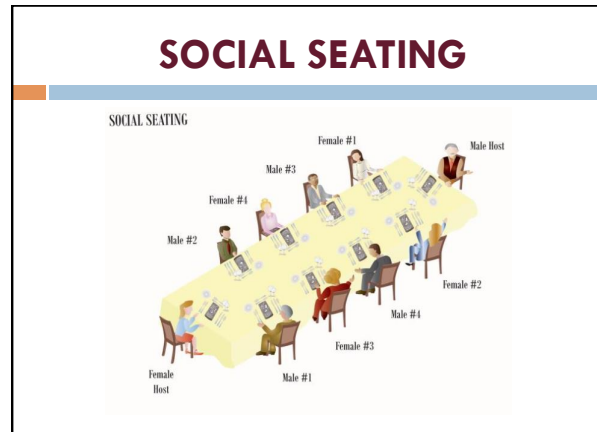 SOCIAL SEATING
SOCIAL SEATING
Female #1
Male Host
Male #3
Female #4
Male #2
Female #2
Male #4
Female #3
Female
Host
Male #1